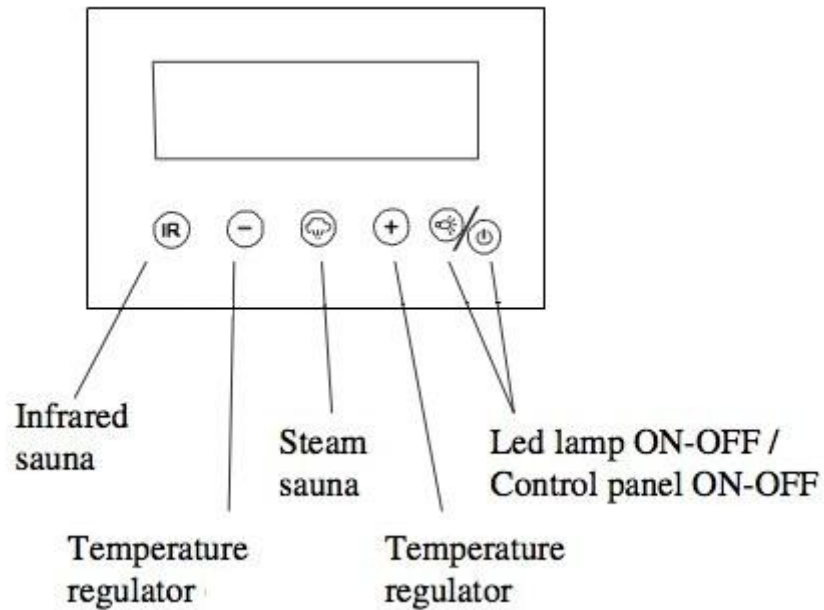 IR
Infrared
sauna
Steam
sauna
Led lamp ON-OFF /
Control panel ON-OFF
Temperature
regulator
Temperature
regulator